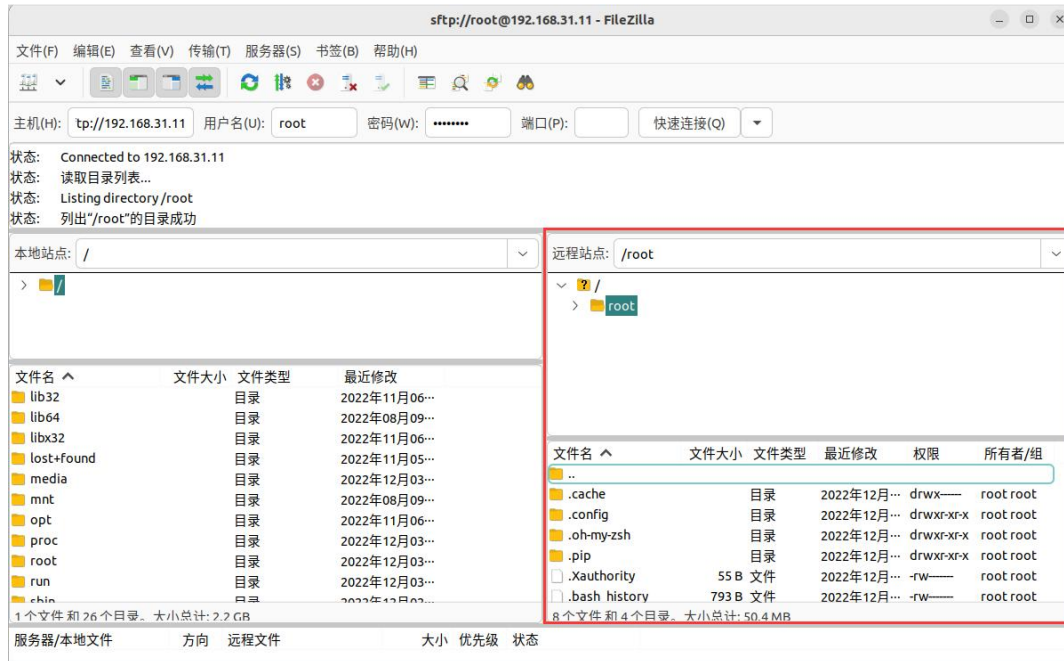 sftp://root@192.168.31.11 - FileZilla
文件(F) 编辑(E) 查看(V) 传输(T) 服务器(S) 书签(B) 帮助(H)
主机(H): tp://192.168.31.11 用户名(U): root 密码(W): •••••••• 端口(P): 快速连接(Q)
状态: Connected to 192.168.31.11
状态: 读取目录列表...
状态: Listing directory /root
状态: 列出"/root"的目录成功
本地站点: /
/
文件名 文件大小 文件类型 最近修改
lib32 目录 2022年11月06…
lib64 目录 2022年08月09…
libx32 目录 2022年11月06…
lost+found 目录 2022年11月05…
media 目录 2022年12月03…
mnt 目录 2022年08月09…
opt 目录 2022年11月06…
proc 目录 2022年12月03…
root 目录 2022年12月03…
run 目录 2022年12月03…
sbin 目录 2022年12月03…
1 个文件 和 26 个目录。大小总计: 2.2 GB
远程站点: /root
/
root
文件名 文件大小 文件类型 最近修改 权限 所有者/组
..
.cache 目录 2022年12月… drwx------ root root
.config 目录 2022年12月… drwxr-xr-x root root
.oh-my-zsh 目录 2022年12月… drwxr-xr-x root root
.pip 目录 2022年12月… drwxr-xr-x root root
.Xauthority 55 B 文件 2022年12月… -rw------- root root
.bash_history 793 B 文件 2022年12月… -rw------- root root
8 个文件 和 4 个目录。大小总计: 50.4 MB
服务器/本地文件 方向 远程文件 大小 优先级 状态